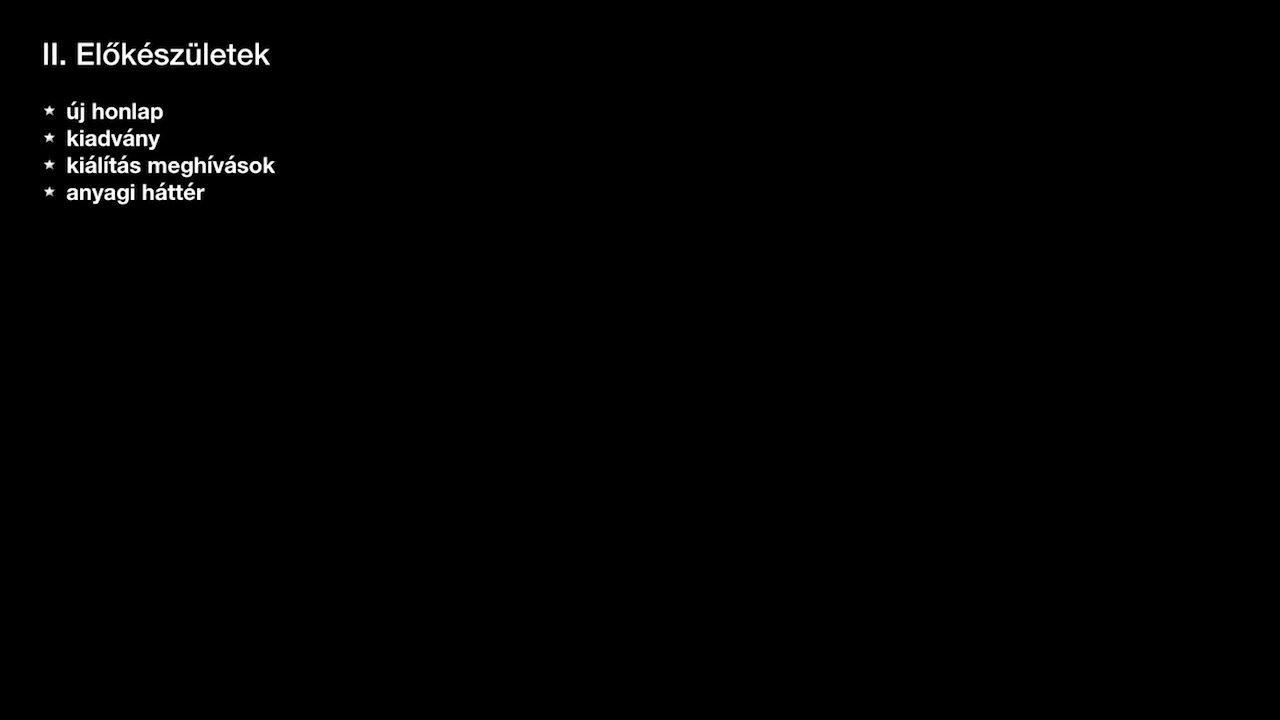 II. Előkészületek
★ új honlap
★ kiadvány
★ kiálítás meghívások
★ anyagi háttér